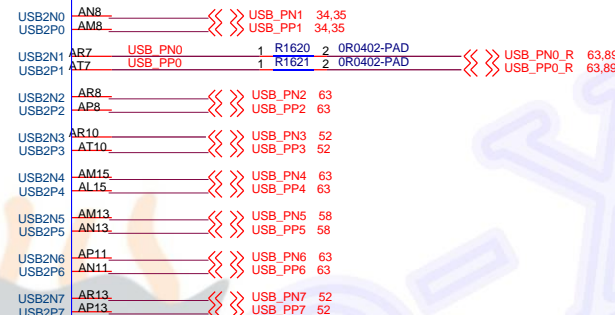 USB2N0 AN8 USB_PN1 34,35
USB2P0 AM8 USB_PP1 34,35
USB2N1 AR7 USB_PN0 1 R1620 2 0R0402-PAD USB_PN0_R 63,89
USB2P1 AT7 USB_PP0 1 R1621 2 0R0402-PAD USB_PP0_R 63,89
USB2N2 AR8 USB_PN2 63
USB2P2 AP8 USB_PP2 63
USB2N3 AR10 USB_PN3 52
USB2P3 AT10 USB_PP3 52
USB2N4 AM15 USB_PN4 63
USB2P4 AL15 USB_PP4 63
USB2N5 AM13 USB_PN5 58
USB2P5 AN13 USB_PP5 58
USB2N6 AP11 USB_PN6 63
USB2P6 AN11 USB_PP6 63
USB2N7 AR13 USB_PN7 52
USB2P7 AP13 USB_PP7 52